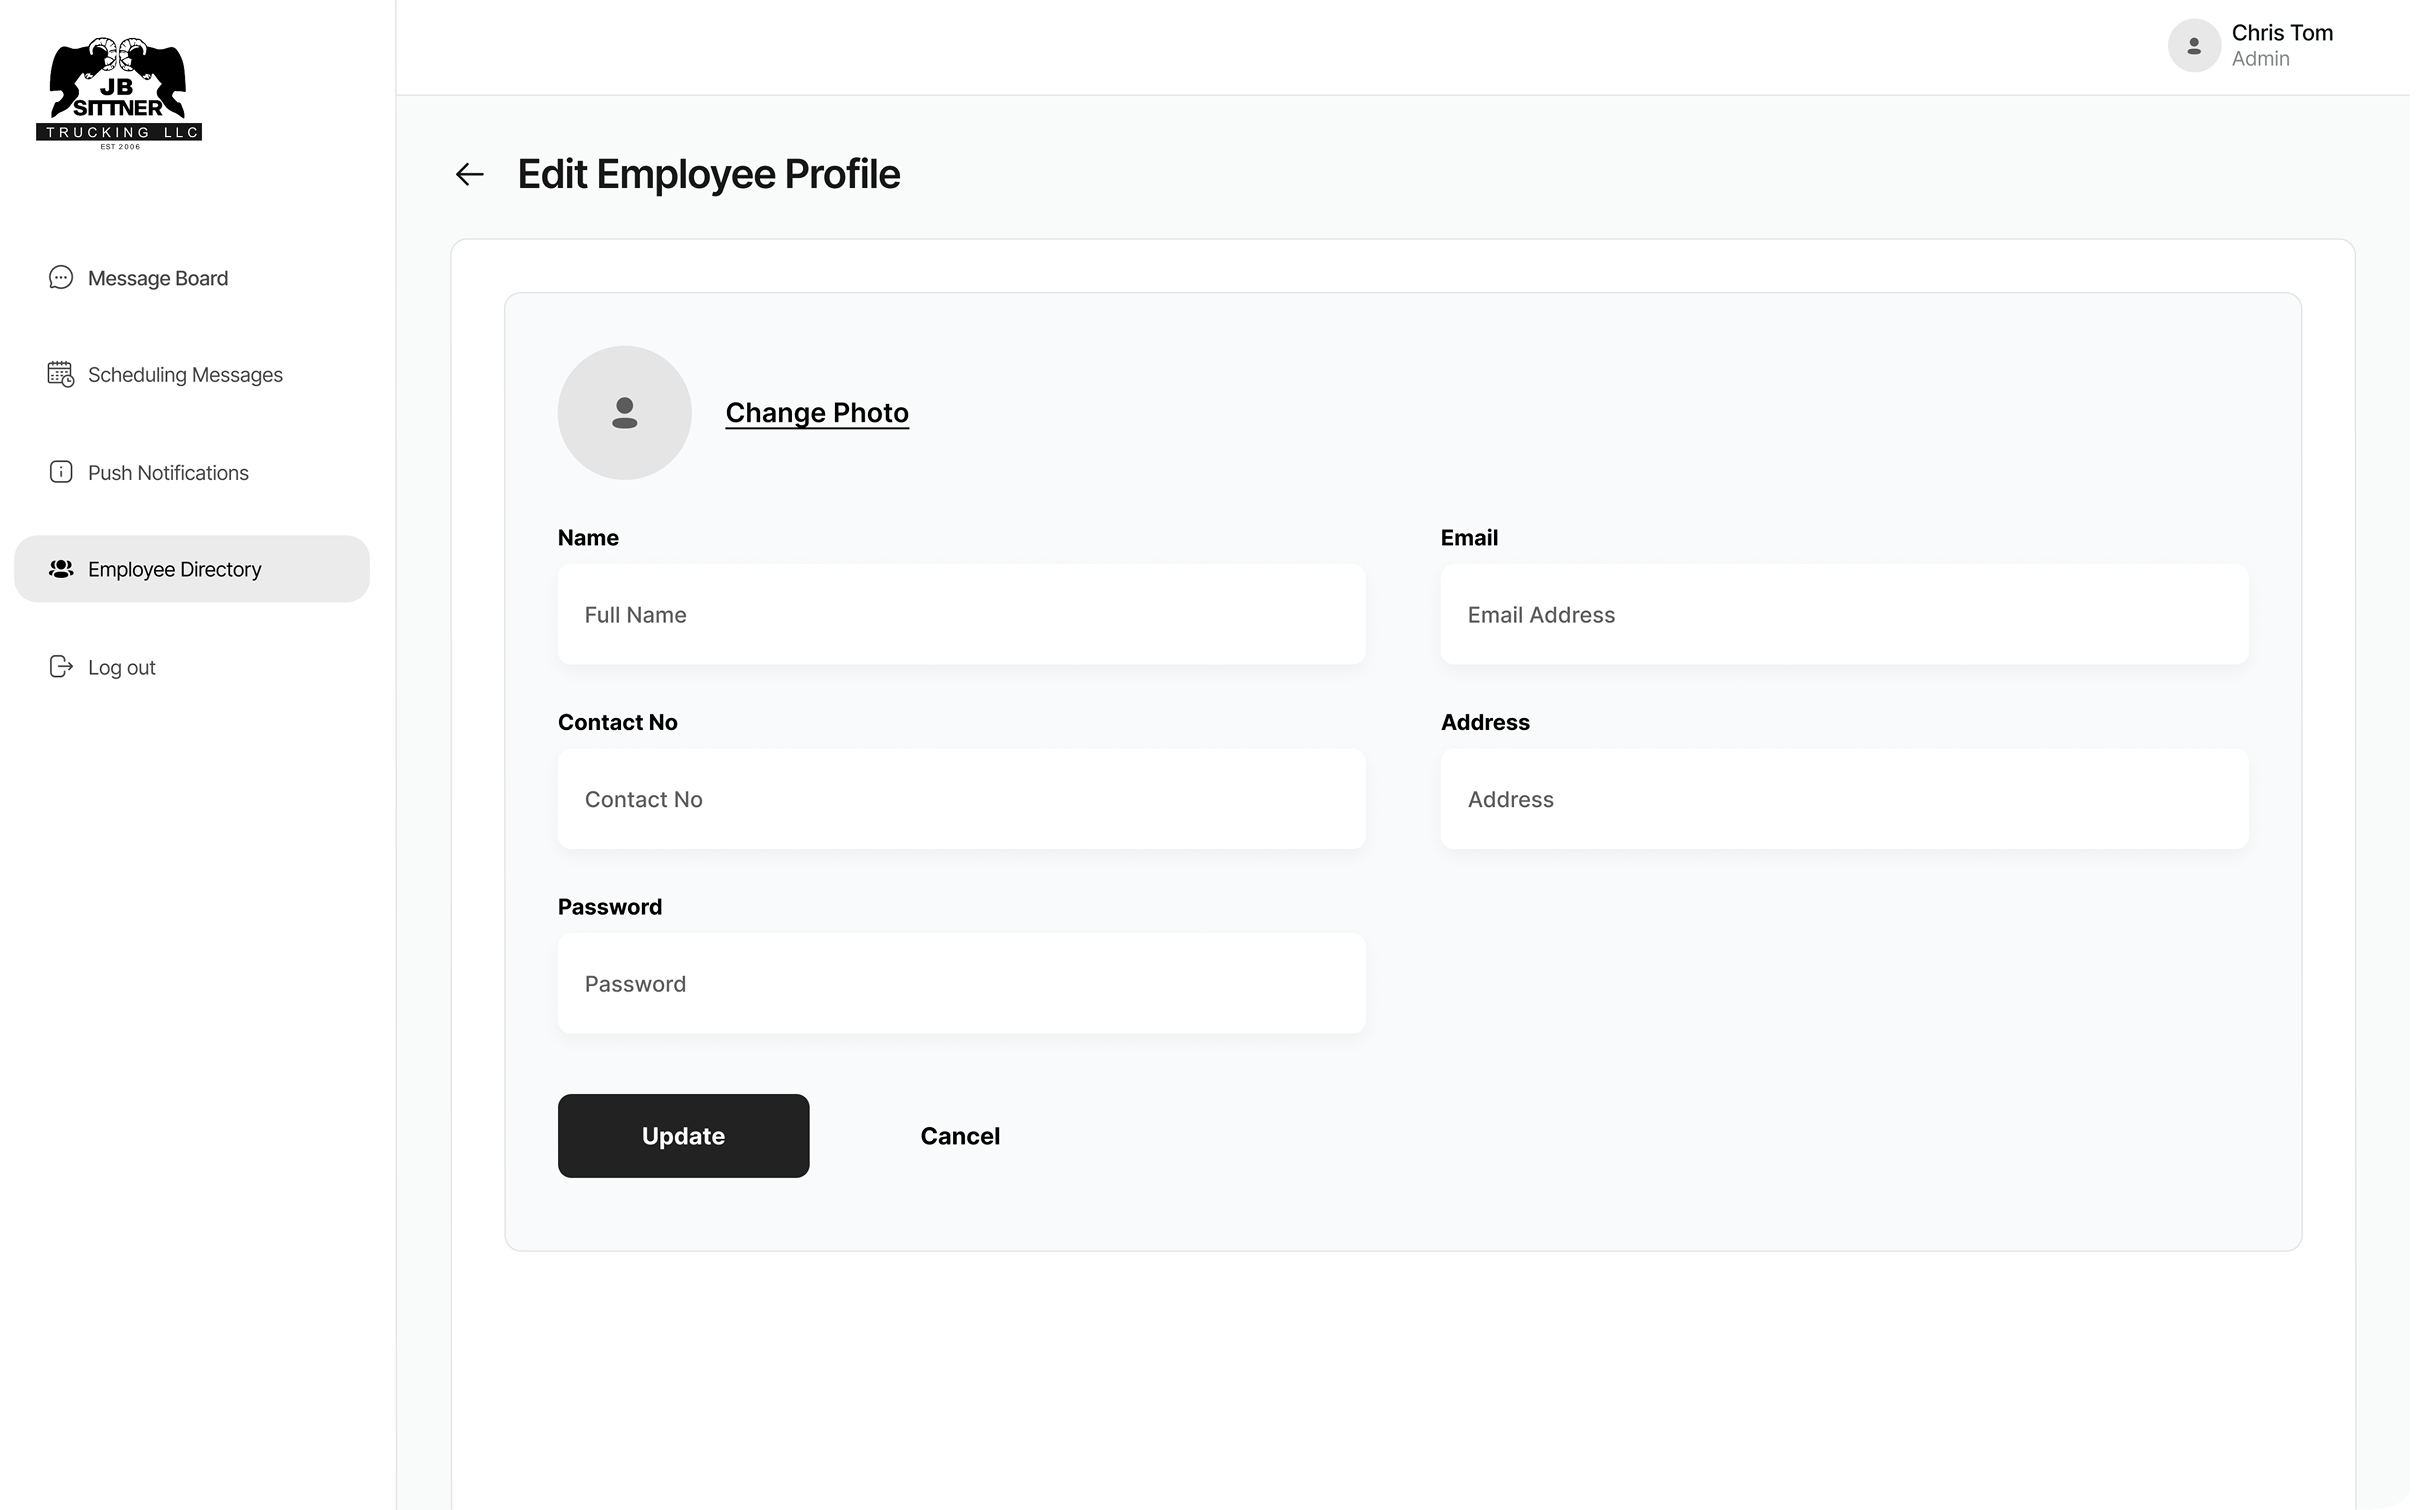 JB
SITTNER
TRUCKING LLC
EST 2006
Chris Tom
Admin
Message Board
Scheduling Messages
Push Notifications
Employee Directory
Log out
Edit Employee Profile
Change Photo
Name
Full Name
Email
Email Address
Contact No
Contact No
Address
Address
Password
Password
Update
Cancel